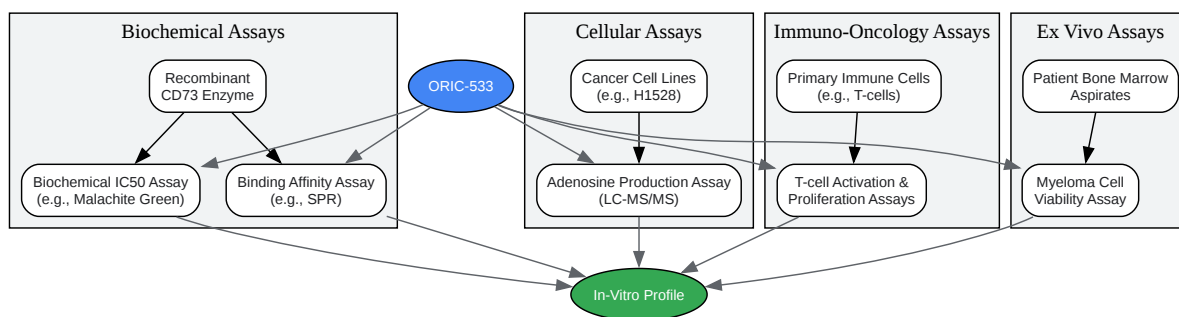 Biochemical Assays
Cellular Assays
Immuno-Oncology Assays
Ex Vivo Assays
Recombinant
CD73 Enzyme
ORIC-533
Cancer Cell Lines
(e.g., H1528)
Primary Immune Cells
(e.g., T-cells)
Patient Bone Marrow
Aspirates
Biochemical IC50 Assay
(e.g., Malachite Green)
Binding Affinity Assay
(e.g., SPR)
Adenosine Production Assay
(LC-MS/MS)
T-cell Activation &
Proliferation Assays
Myeloma Cell
Viability Assay
In-Vitro Profile